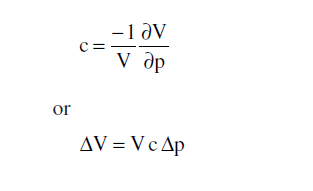 c = −1/V ∂V/∂p
or
ΔV = V c Δp